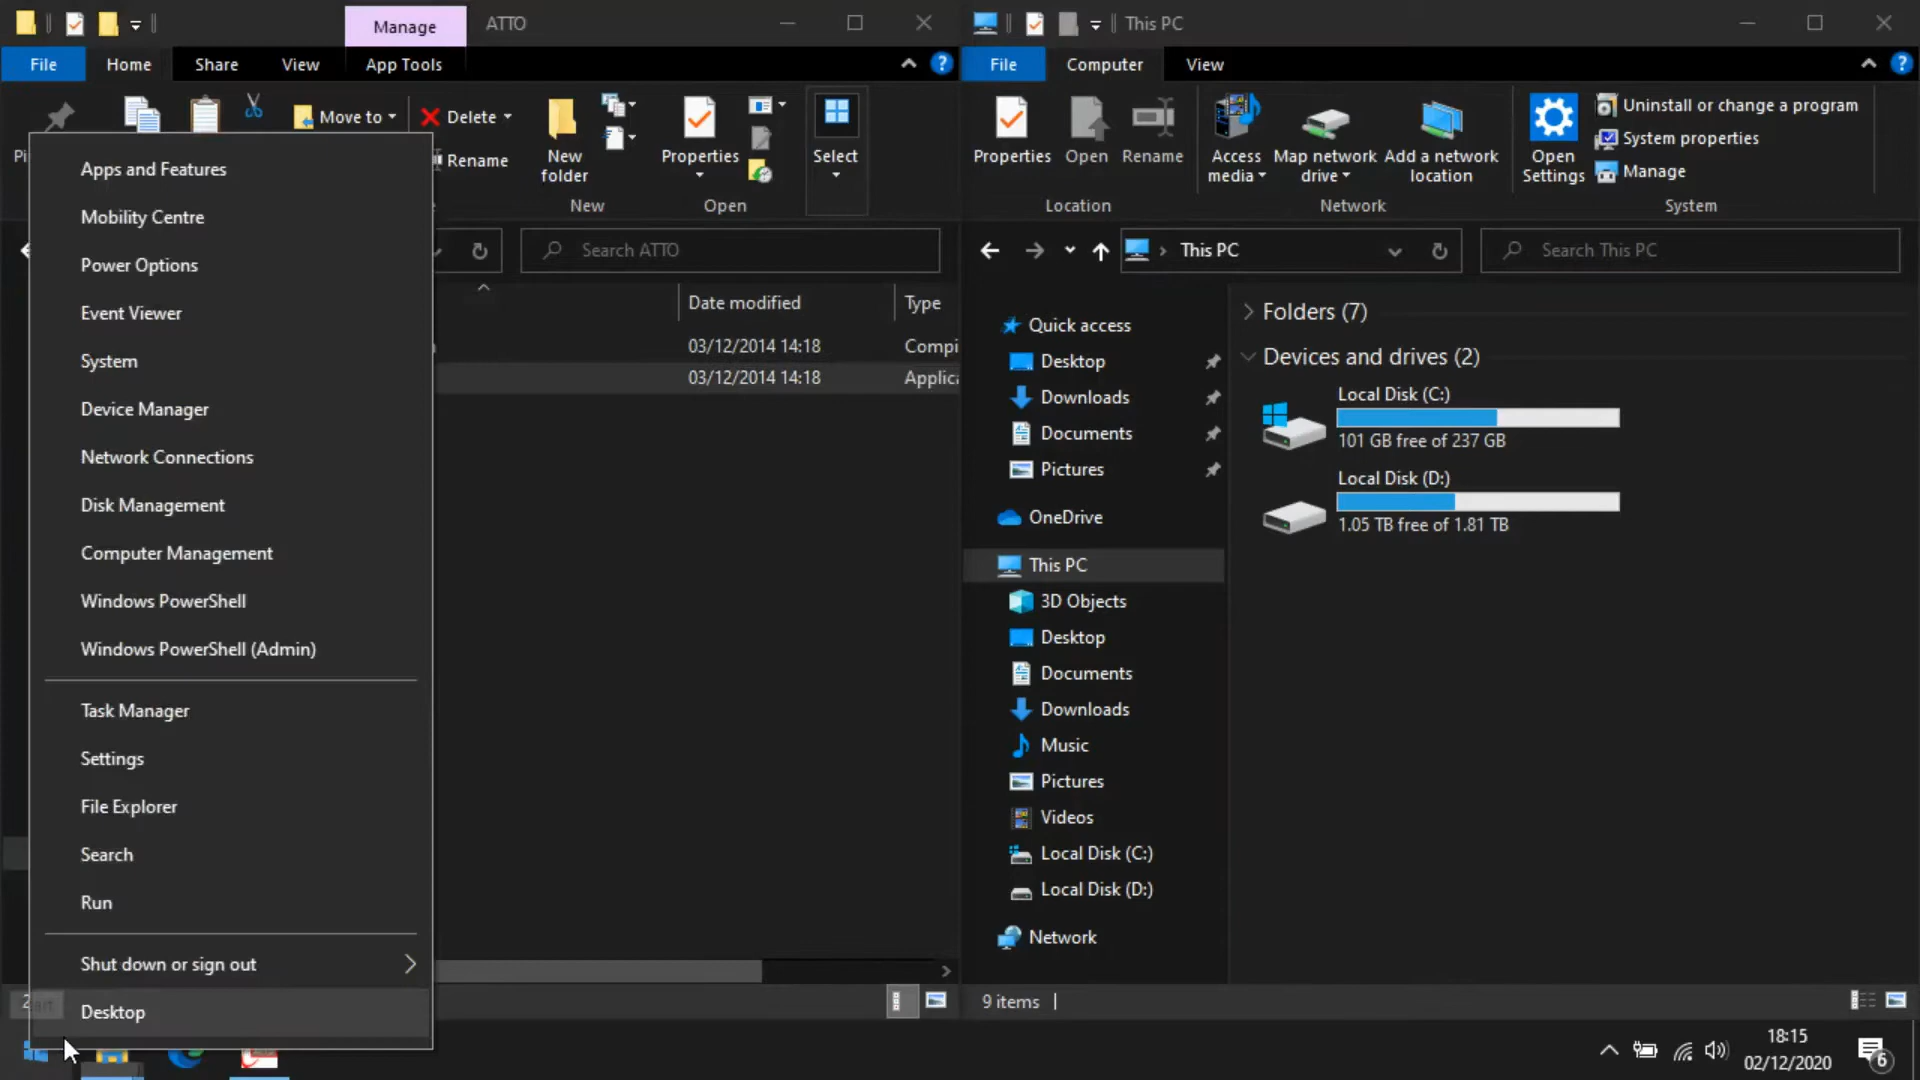 Manage
ATTO
File
Home
Share
View
App Tools
Move to
Delete
Rename
New
folder
Properties
Select
New
Open
Search ATTO
Date modified
Type
03/12/2014 14:18
Compi
03/12/2014 14:18
Applica
Apps and Features
Mobility Centre
Power Options
Event Viewer
System
Device Manager
Network Connections
Disk Management
Computer Management
Windows PowerShell
Windows PowerShell (Admin)
Task Manager
Settings
File Explorer
Search
Run
Shut down or sign out
Desktop
This PC
File
Computer
View
Properties
Open
Rename
Access
media
Map network
drive
Add a network
location
Open
Settings
Uninstall or change a program
System properties
Manage
Location
Network
System
This PC
Search This PC
Quick access
Desktop
Downloads
Documents
Pictures
OneDrive
This PC
3D Objects
Desktop
Documents
Downloads
Music
Pictures
Videos
Local Disk (C:)
Local Disk (D:)
Network
Folders (7)
Devices and drives (2)
Local Disk (C:)
101 GB free of 237 GB
Local Disk (D:)
1.05 TB free of 1.81 TB
9 items
18:15
02/12/2020
6